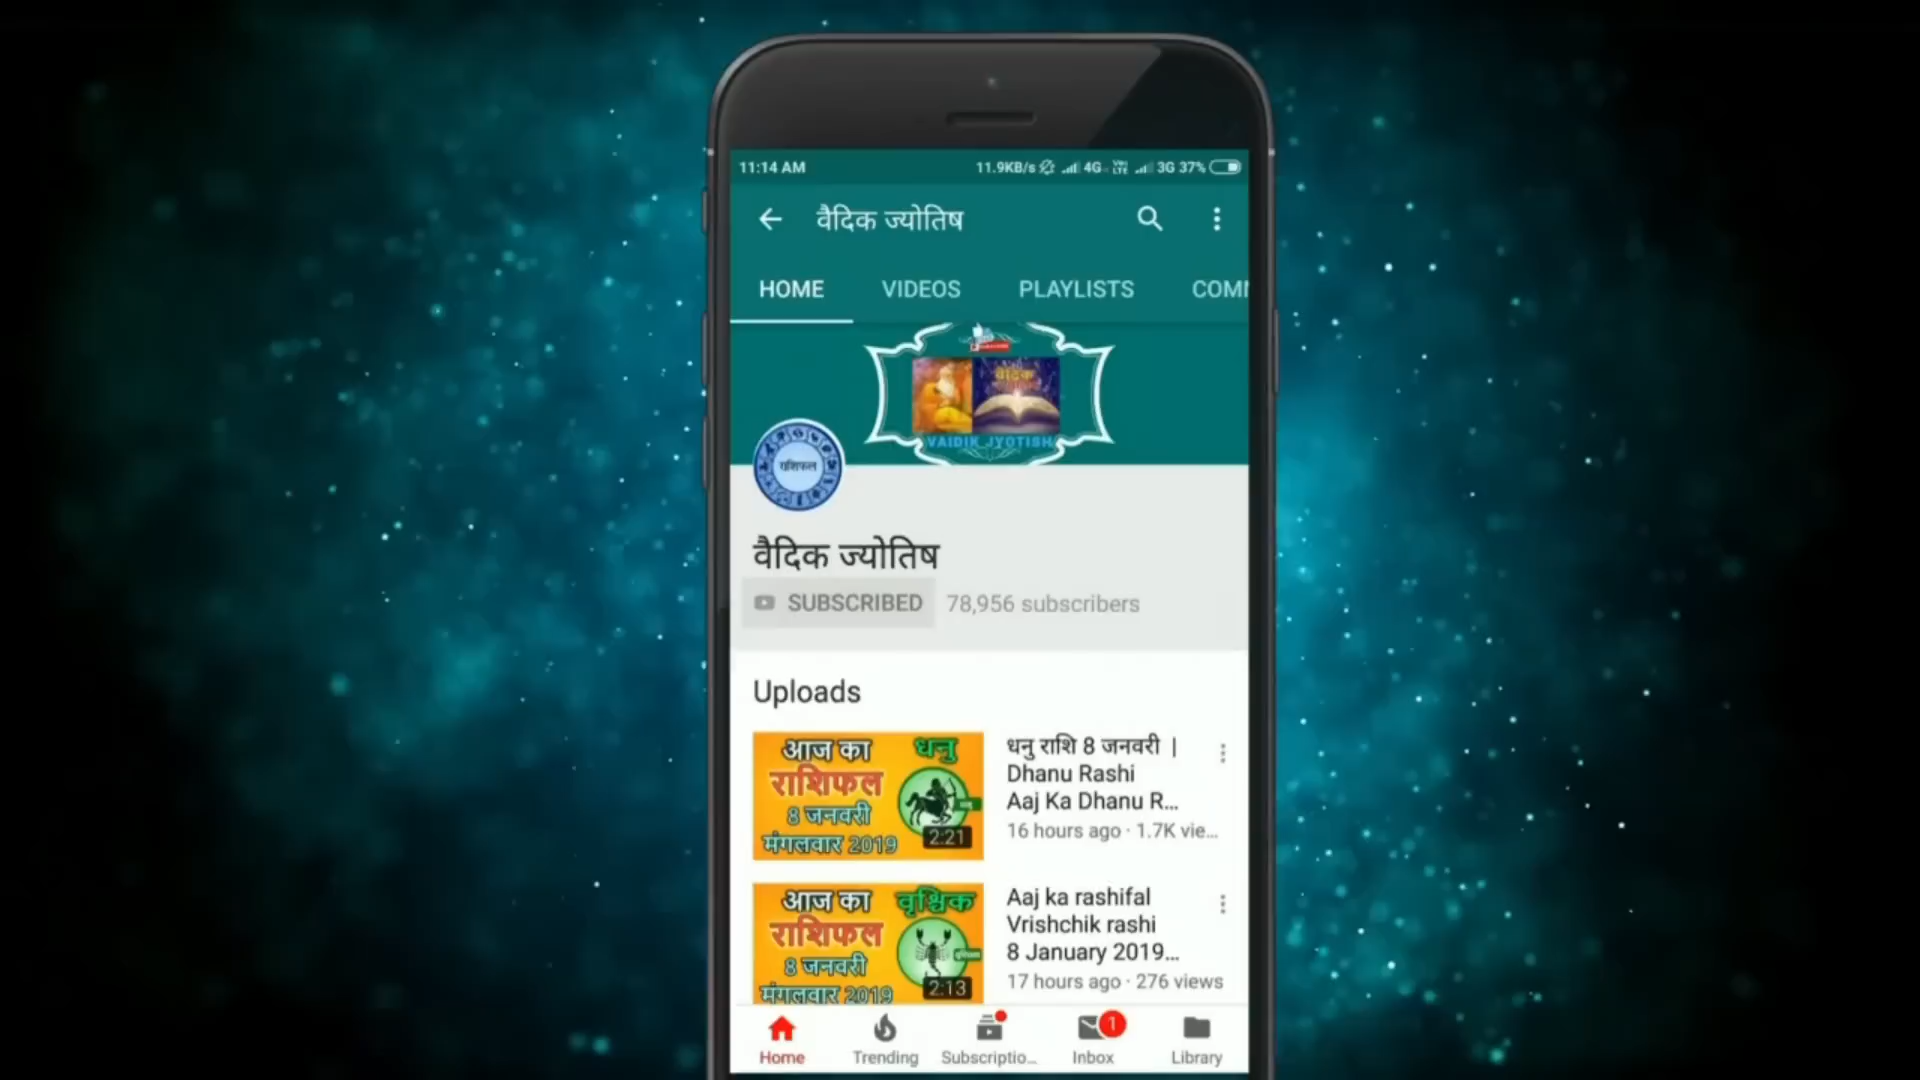 11:14 AM
11.9KB/s 4G 3G 37%
वैदिक ज्योतिष
HOME VIDEOS PLAYLISTS COMM
वैदिक
VAIDIK JYOTISH
राशिफल
वैदिक ज्योतिष
SUBSCRIBED 78,956 subscribers
Uploads
आज का धनु
राशिफल
8 जनवरी
मंगलवार 2019 2:21
धनु राशि 8 जनवरी |
Dhanu Rashi
Aaj Ka Dhanu R...
16 hours ago · 1.7K vie...
आज का वृश्चिक
राशिफल
8 जनवरी
मंगलवार 2019 2:13
Aaj ka rashifal
Vrishchik rashi
8 January 2019...
17 hours ago · 276 views
1
Home Trending Subscriptio... Inbox Library